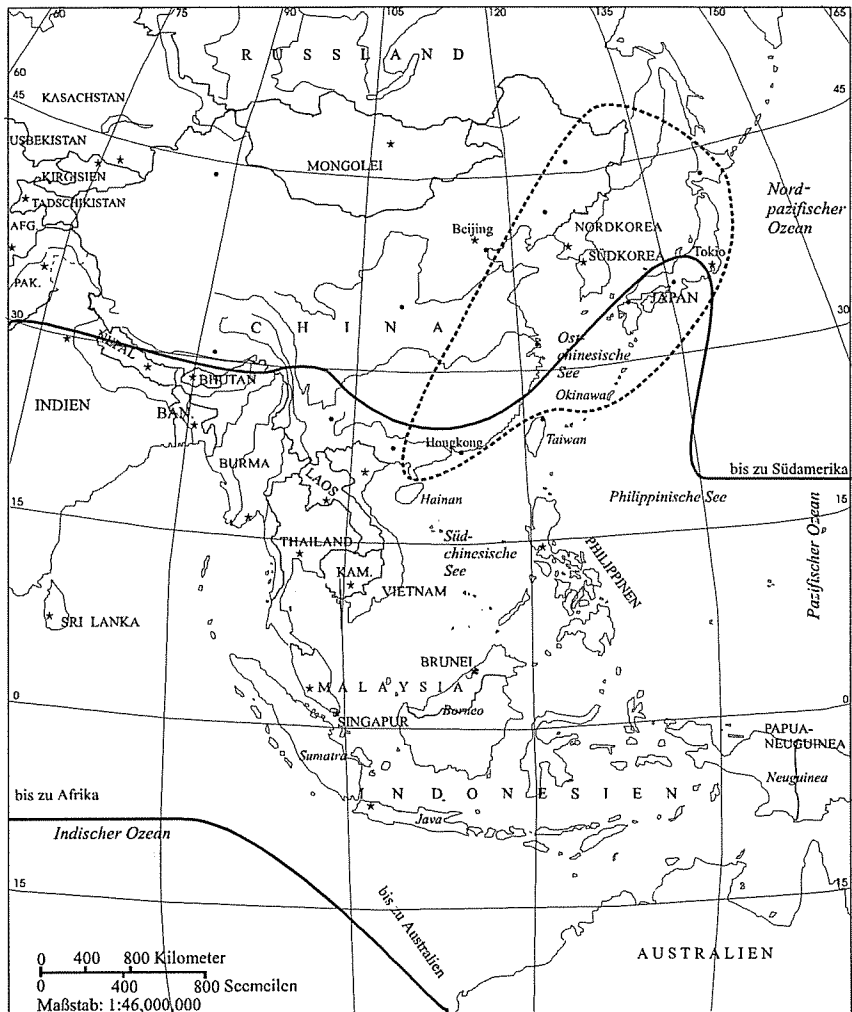 60
75
90
105
120
135
150
165
R U S S L A N D
60
45
45
KASACHSTAN
USBEKISTAN
MONGOLEI
KIRGISIEN
TADSCHIKISTAN
Nord-
pazifischer
Ozean
AFG.
Beijing
NORDKOREA
SÜDKOREA
Tokio
PAK.
JAPAN
30
C H I N A
30
NEPAL
Ost-
chinesische
See
BHUTAN
Okinawa
INDIEN
BAN
Hongkong
Taiwan
BURMA
LAOS
bis zu Südamerika
Hainan
Philippinische See
15
15
THAILAND
Süd-
chinesische
See
PHILIPPINEN
Pazifischer Ozean
KAM.
VIETNAM
SRI LANKA
BRUNEI
M A L A Y S I A
0
0
Borneo
SINGAPUR
PAPUA-
NEUGUINEA
Sumatra
Neuguinea
bis zu Afrika
I N D O N E S I E N
Java
Indischer Ozean
15
15
bis zu Australien
AUSTRALIEN
0 400 800 Kilometer
0 400 800 Seemeilen
Maßstab: 1:46,000,000